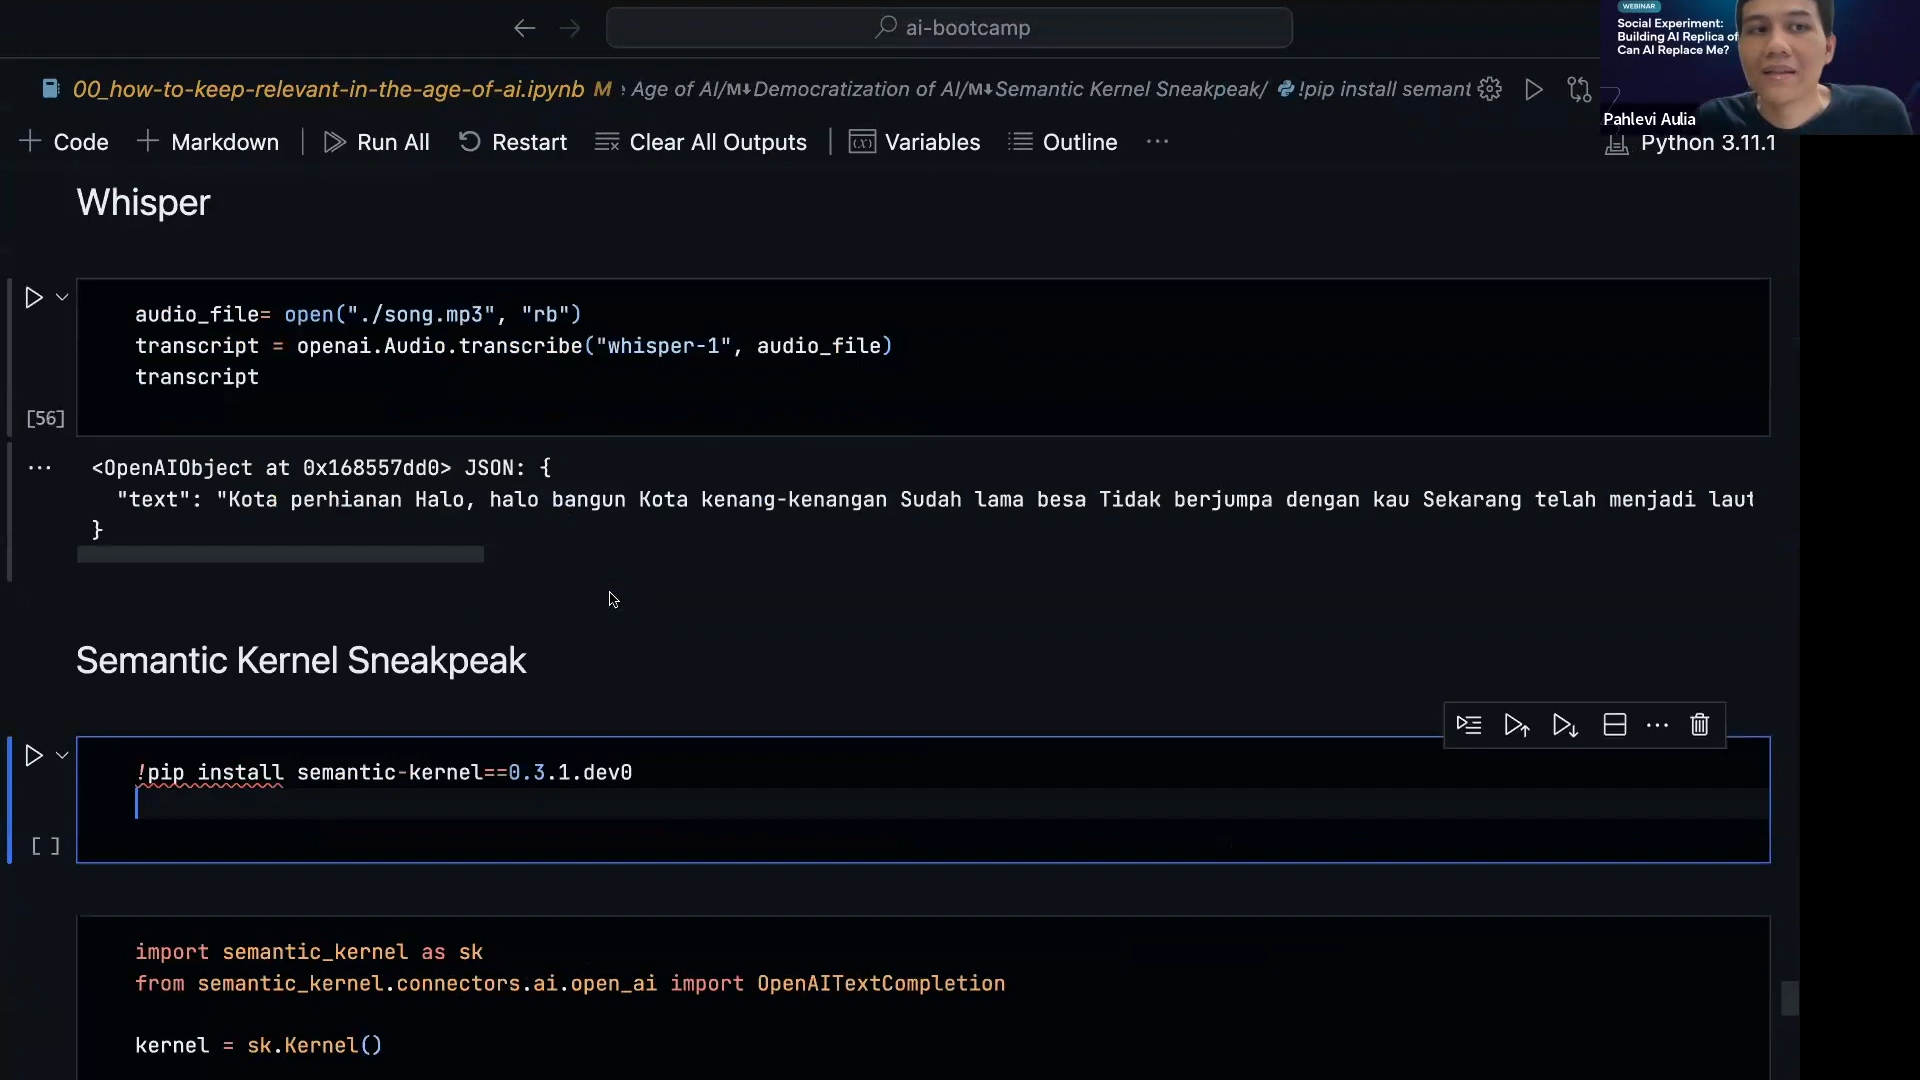 ai-bootcamp
WEBINAR
Social Experiment:
Building AI Replica of
Can AI Replace Me?
Pahlevi Aulia
00_how-to-keep-relevant-in-the-age-of-ai.ipynb M
Age of AI/M↓Democratization of AI/M↓Semantic Kernel Sneakpeak/ !pip install semant
Code
Markdown
Run All
Restart
Clear All Outputs
Variables
Outline
Python 3.11.1
Whisper
audio_file= open("./song.mp3", "rb")
transcript = openai.Audio.transcribe("whisper-1", audio_file)
transcript
[56]
<OpenAIObject at 0x168557dd0> JSON: {
"text": "Kota perhianan Halo, halo bangun Kota kenang-kenangan Sudah lama besa Tidak berjumpa dengan kau Sekarang telah menjadi laut
}
Semantic Kernel Sneakpeak
!pip install semantic-kernel==0.3.1.dev0
[ ]
import semantic_kernel as sk
from semantic_kernel.connectors.ai.open_ai import OpenAITextCompletion
kernel = sk.Kernel()